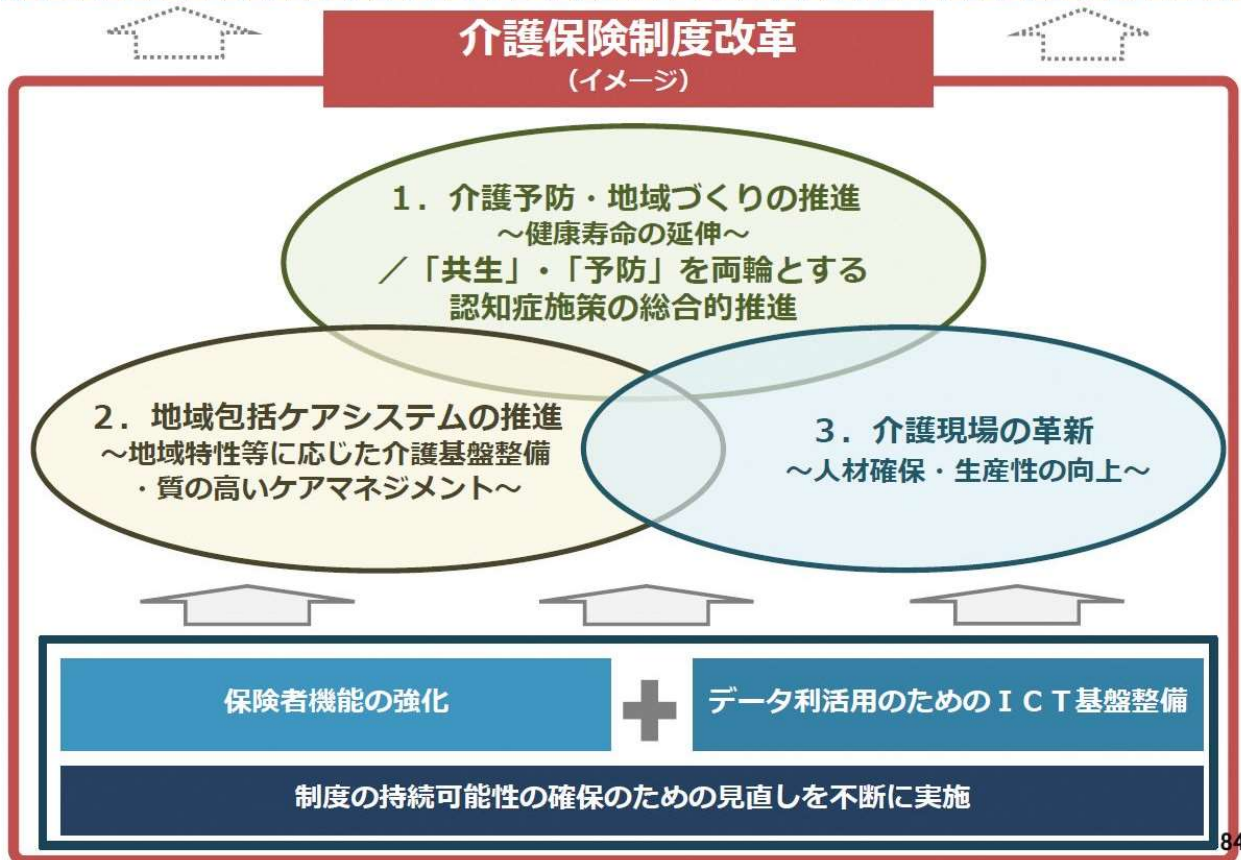 介護保険制度改革
（イメージ）
１．介護予防・地域づくりの推進
～健康寿命の延伸～
／「共生」・「予防」を両輪とする
認知症施策の総合的推進
２．地域包括ケアシステムの推進
～地域特性等に応じた介護基盤整備
・質の高いケアマネジメント～
３．介護現場の革新
～人材確保・生産性の向上～
保険者機能の強化
データ利活用のためのＩＣＴ基盤整備
制度の持続可能性の確保のための見直しを不断に実施
84